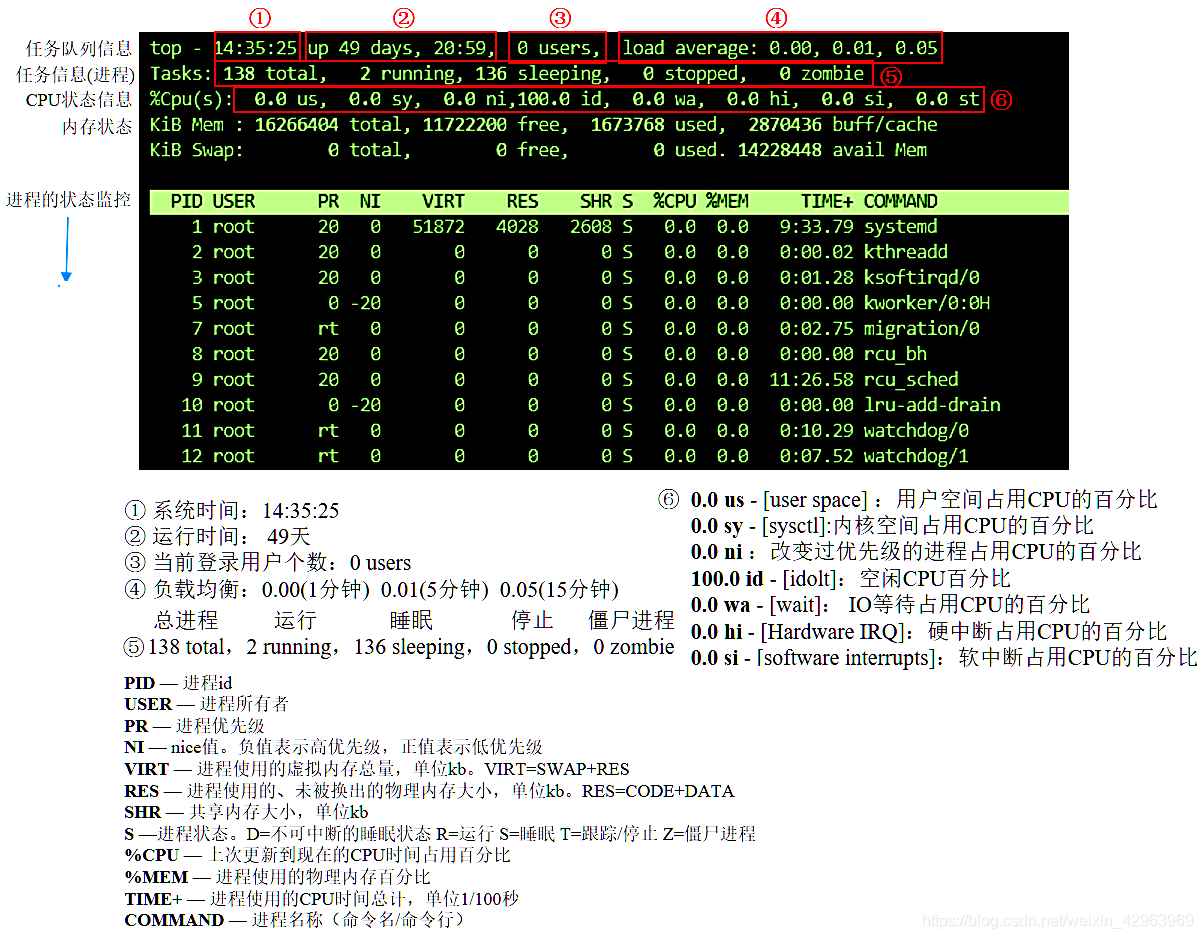 ① ② ③ ④
任务队列信息 top - 14:35:25 up 49 days, 20:59, 0 users, load average: 0.00, 0.01, 0.05
任务信息(进程) Tasks: 138 total, 2 running, 136 sleeping, 0 stopped, 0 zombie ⑤
CPU状态信息 %Cpu(s): 0.0 us, 0.0 sy, 0.0 ni,100.0 id, 0.0 wa, 0.0 hi, 0.0 si, 0.0 st ⑥
内存状态 KiB Mem : 16266404 total, 11722200 free, 1673768 used, 2870436 buff/cache
KiB Swap: 0 total, 0 free, 0 used. 14228448 avail Mem
进程的状态监控 PID USER PR NI VIRT RES SHR S %CPU %MEM TIME+ COMMAND
1 root 20 0 51872 4028 2608 S 0.0 0.0 9:33.79 systemd
2 root 20 0 0 0 0 S 0.0 0.0 0:00.02 kthreadd
3 root 20 0 0 0 0 S 0.0 0.0 0:01.28 ksoftirqd/0
5 root 0 -20 0 0 0 S 0.0 0.0 0:00.00 kworker/0:0H
7 root rt 0 0 0 0 S 0.0 0.0 0:02.75 migration/0
8 root 20 0 0 0 0 S 0.0 0.0 0:00.00 rcu_bh
9 root 20 0 0 0 0 S 0.0 0.0 11:26.58 rcu_sched
10 root 0 -20 0 0 0 S 0.0 0.0 0:00.00 lru-add-drain
11 root rt 0 0 0 0 S 0.0 0.0 0:10.29 watchdog/0
12 root rt 0 0 0 0 S 0.0 0.0 0:07.52 watchdog/1
① 系统时间：14:35:25
② 运行时间： 49天
③ 当前登录用户个数：0 users
④ 负载均衡：0.00(1分钟) 0.01(5分钟) 0.05(15分钟)
总进程 运行 睡眠 停止 僵尸进程
⑤ 138 total，2 running，136 sleeping，0 stopped，0 zombie
⑥ 0.0 us - [user space] ：用户空间占用CPU的百分比
0.0 sy - [sysctl]:内核空间占用CPU的百分比
0.0 ni ：改变过优先级的进程占用CPU的百分比
100.0 id - [idolt]：空闲CPU百分比
0.0 wa - [wait]： IO等待占用CPU的百分比
0.0 hi - [Hardware IRQ]：硬中断占用CPU的百分比
0.0 si - [software interrupts]：软中断占用CPU的百分比
PID — 进程id
USER — 进程所有者
PR — 进程优先级
NI — nice值。负值表示高优先级，正值表示低优先级
VIRT — 进程使用的虚拟内存总量，单位kb。VIRT=SWAP+RES
RES — 进程使用的、未被换出的物理内存大小，单位kb。RES=CODE+DATA
SHR — 共享内存大小，单位kb
S —进程状态。D=不可中断的睡眠状态 R=运行 S=睡眠 T=跟踪/停止 Z=僵尸进程
%CPU — 上次更新到现在的CPU时间占用百分比
%MEM — 进程使用的物理内存百分比
TIME+ — 进程使用的CPU时间总计，单位1/100秒
COMMAND — 进程名称（命令名/命令行）
https://blog.csdn.net/weixin_42963969